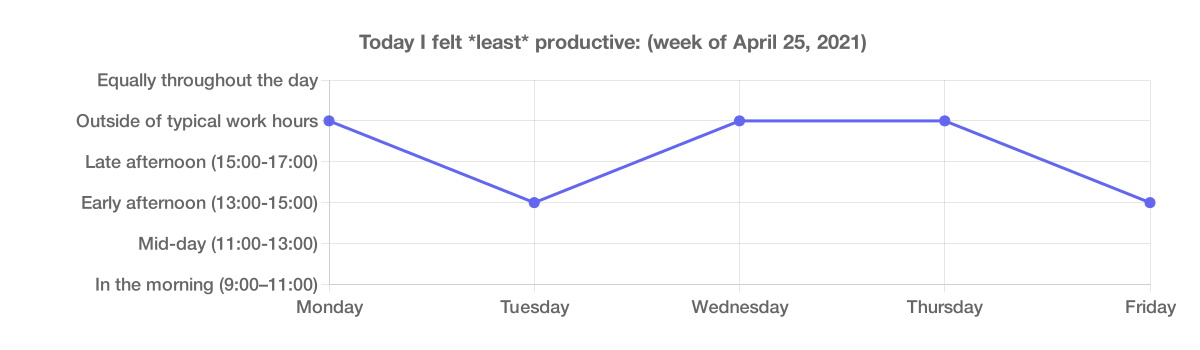 Today I felt *least* productive: (week of April 25, 2021)
Equally throughout the day
Outside of typical work hours
Late afternoon (15:00-17:00)
Early afternoon (13:00-15:00)
Mid-day (11:00-13:00)
In the morning (9:00–11:00)
Monday Tuesday Wednesday Thursday Friday